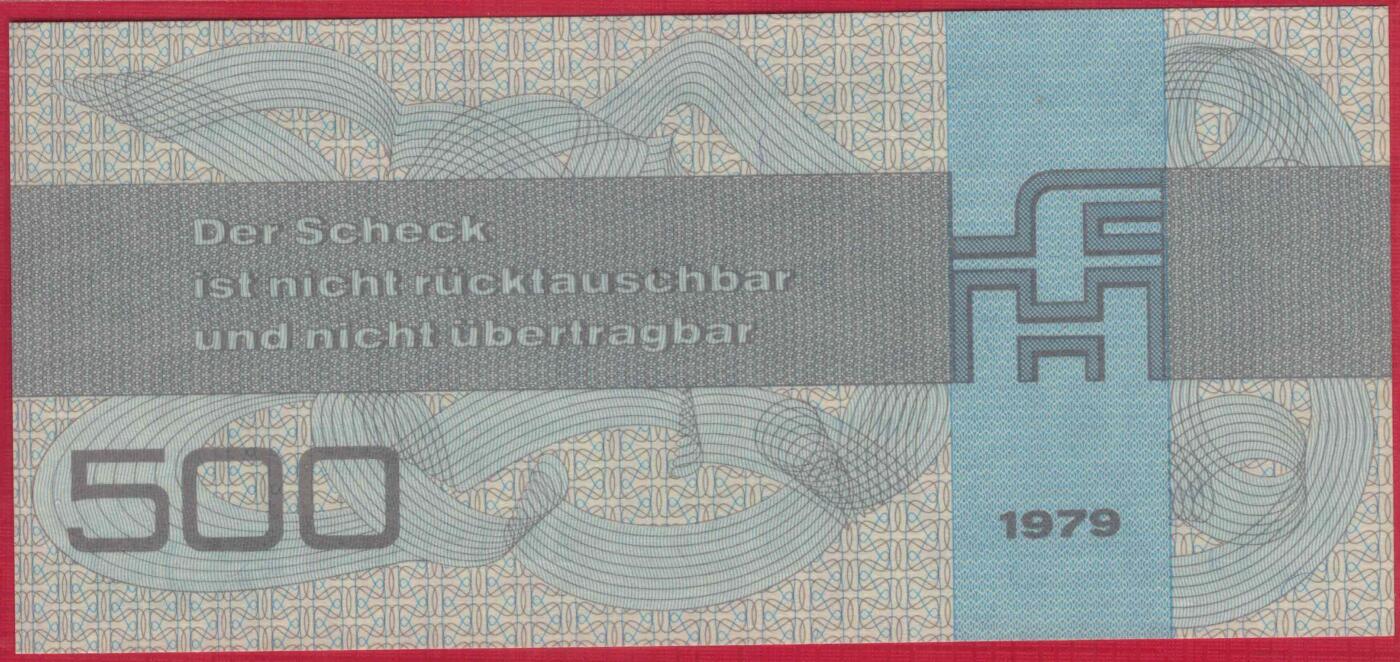 Der Scheck
ist nicht rücktauschbar
und nicht übertragbar
500
1979